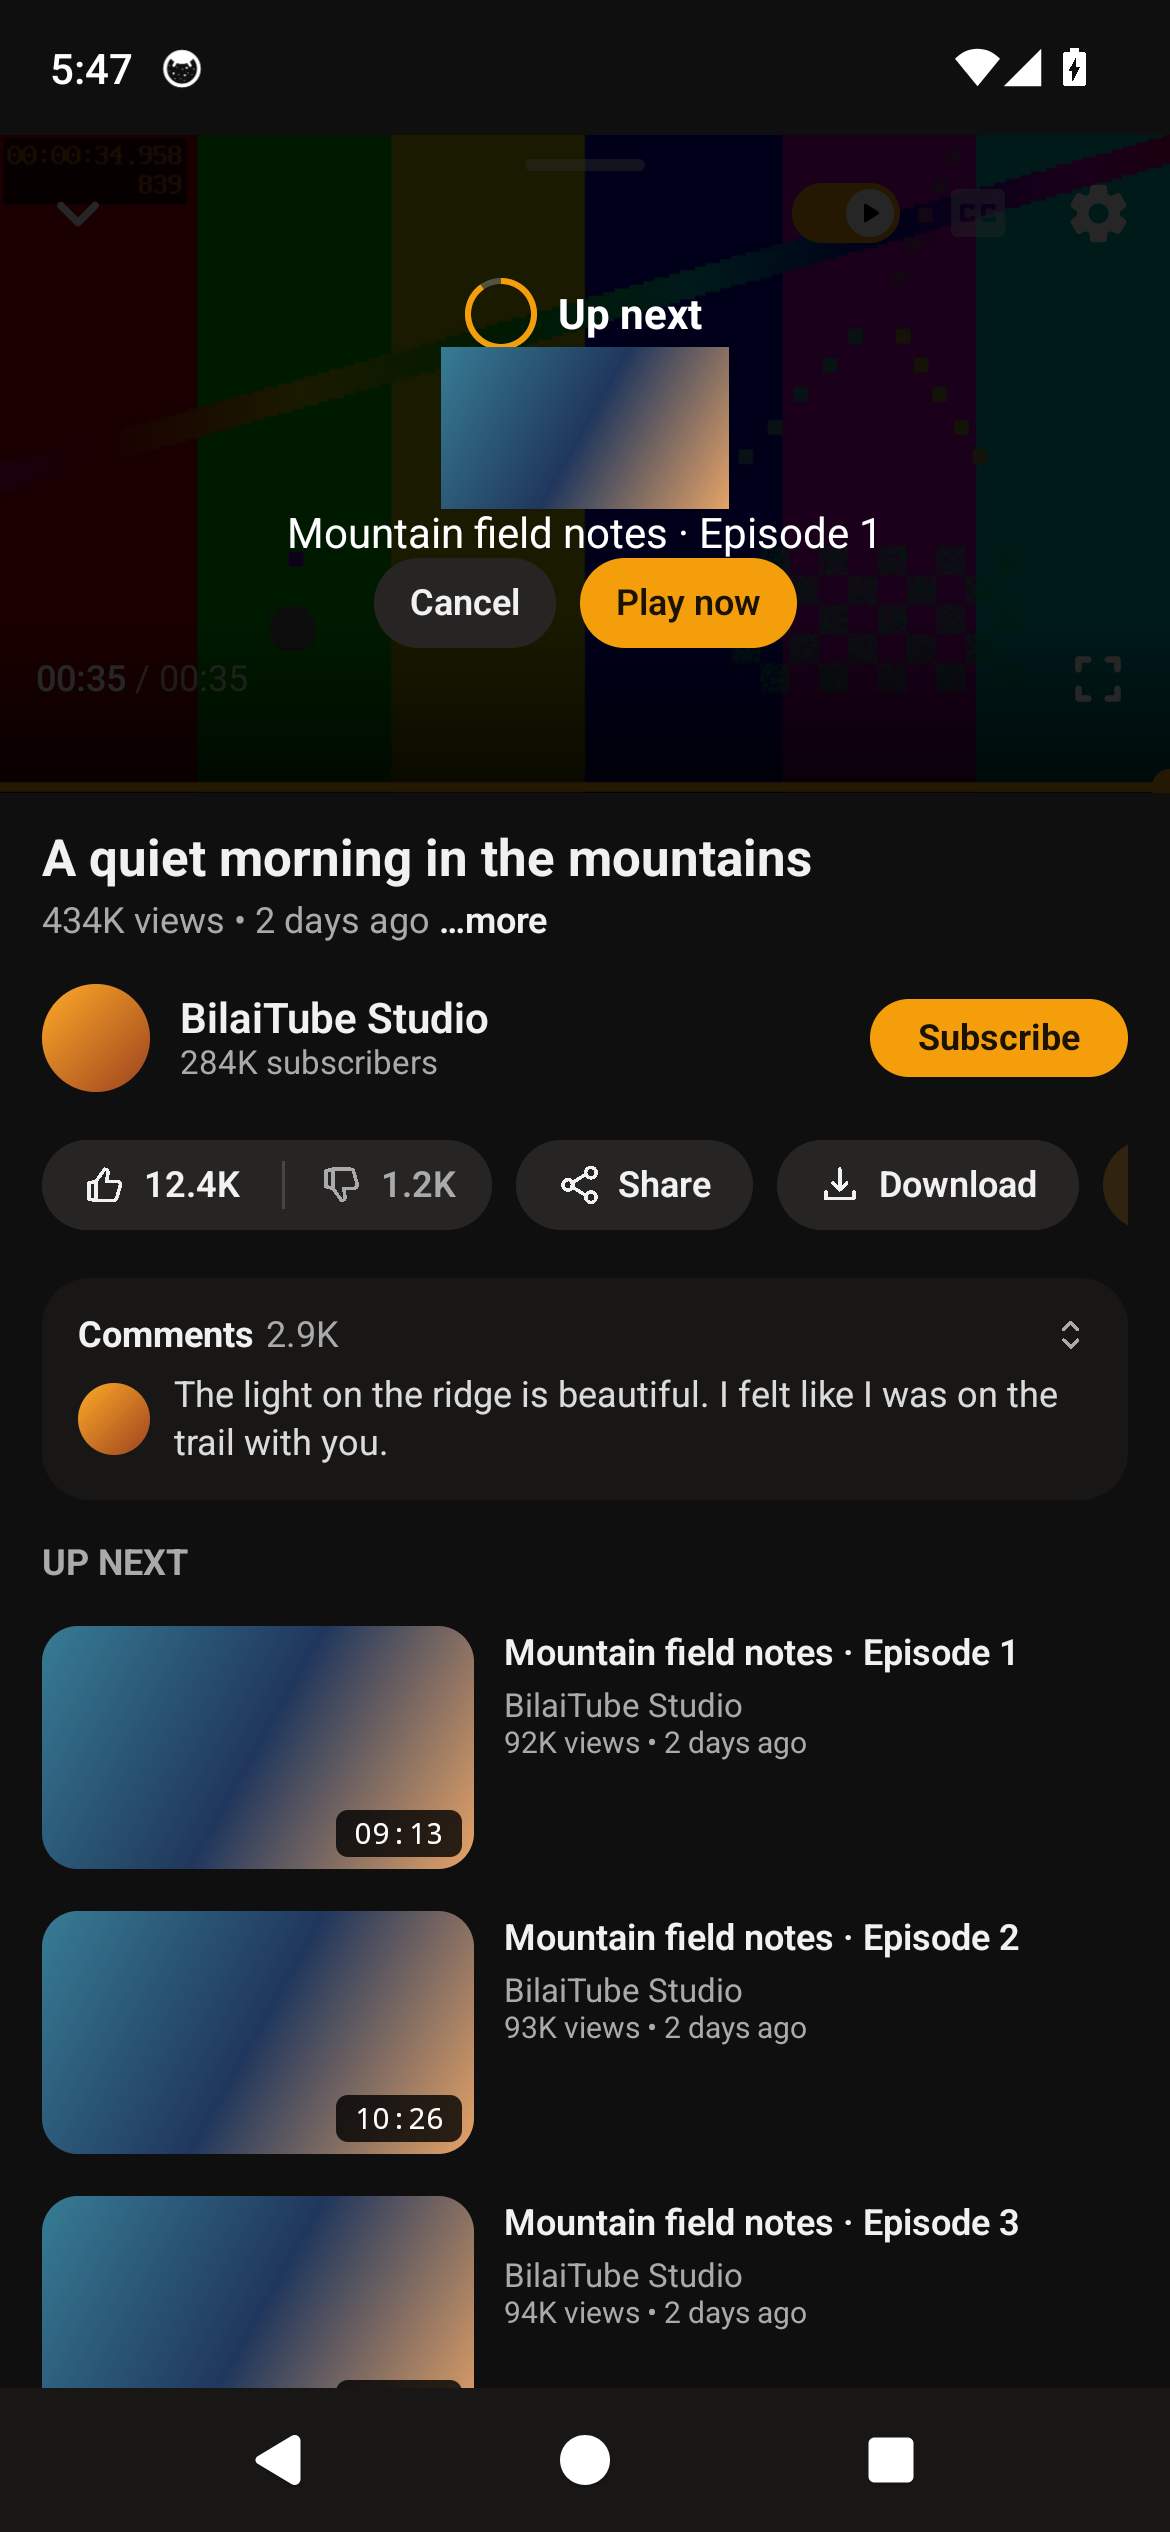 5:47
00:00:34.958
839
CC
Up next
Mountain field notes · Episode 1
Cancel
Play now
00:35 / 00:35
A quiet morning in the mountains
434K views • 2 days ago ...more
BilaiTube Studio
284K subscribers
Subscribe
12.4K
1.2K
Share
Download
Comments 2.9K
The light on the ridge is beautiful. I felt like I was on the
trail with you.
UP NEXT
Mountain field notes · Episode 1
BilaiTube Studio
92K views • 2 days ago
09:13
Mountain field notes · Episode 2
BilaiTube Studio
93K views • 2 days ago
10:26
Mountain field notes · Episode 3
BilaiTube Studio
94K views • 2 days ago